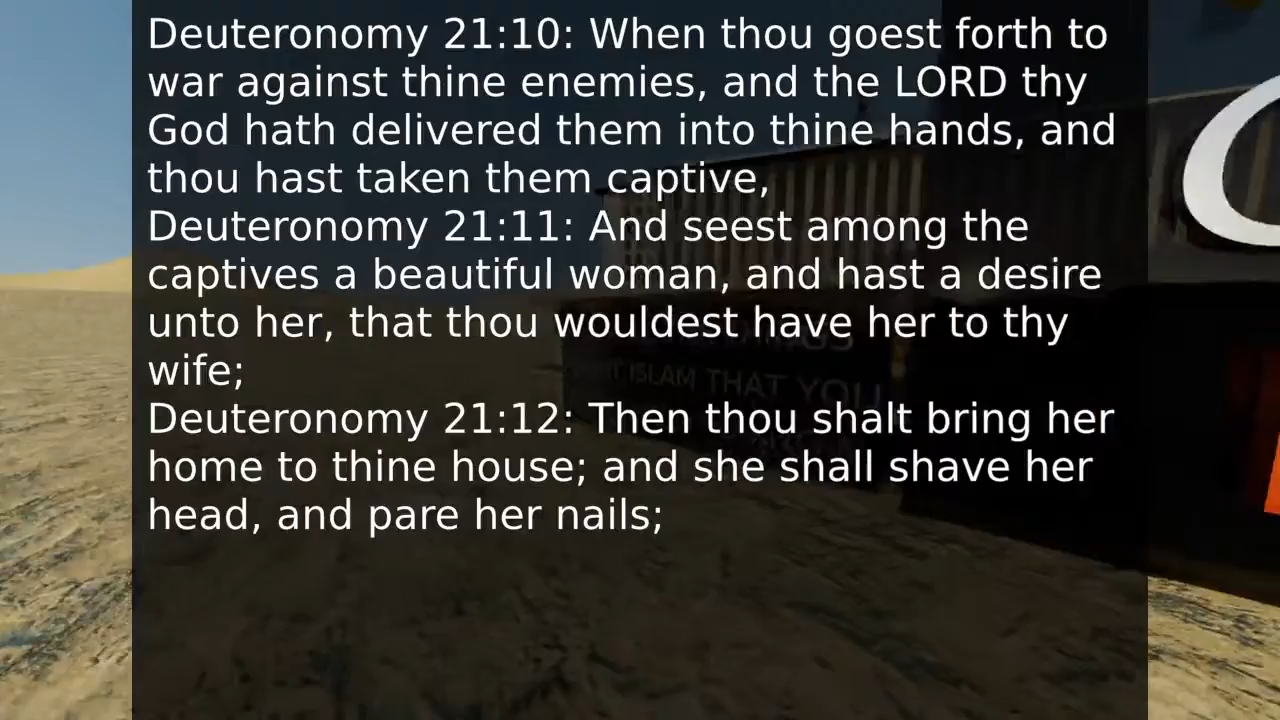 Deuteronomy 21:10: When thou goest forth to
war against thine enemies, and the LORD thy
God hath delivered them into thine hands, and
thou hast taken them captive,
Deuteronomy 21:11: And seest among the
captives a beautiful woman, and hast a desire
unto her, that thou wouldest have her to thy
wife;
Deuteronomy 21:12: Then thou shalt bring her
home to thine house; and she shall shave her
head, and pare her nails;
ISLAM THAT YOU